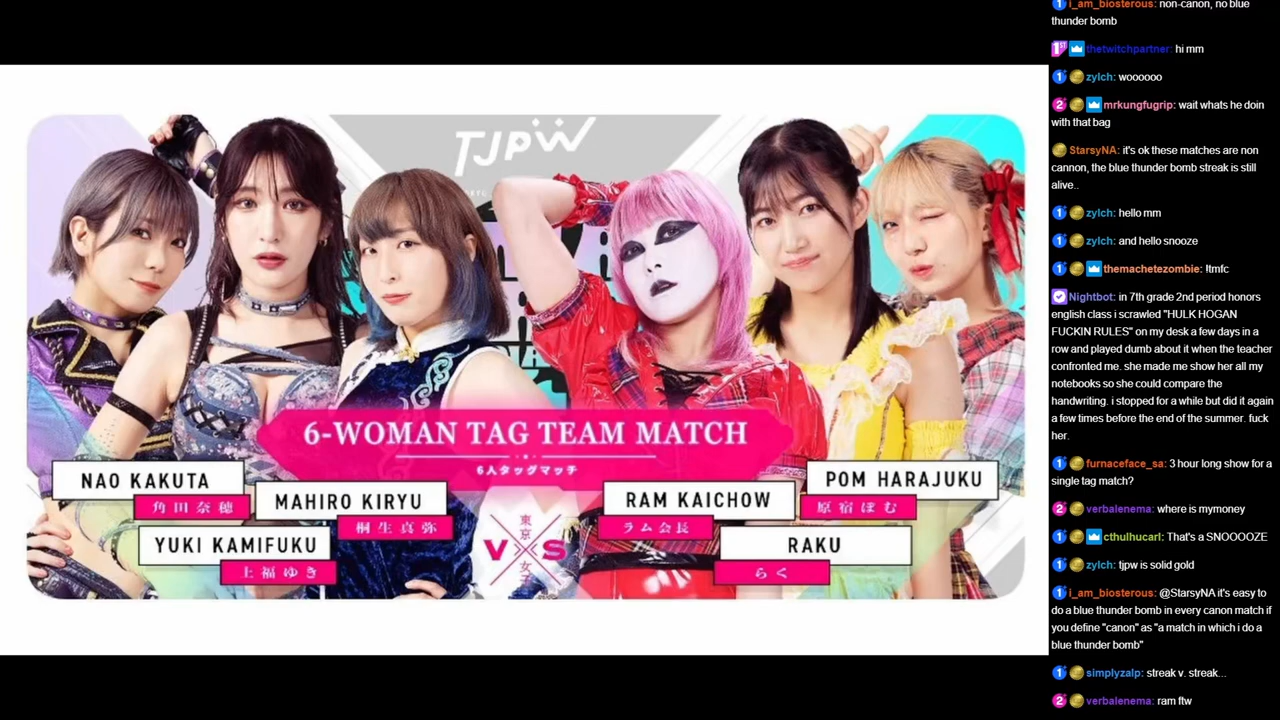 TJPW
6-WOMAN TAG TEAM MATCH
6人タッグマッチ
NAO KAKUTA
角田奈穂
MAHIRO KIRYU
桐生真弥
YUKI KAMIFUKU
上福ゆき
東京
VS
女子
RAM KAICHOW
ラム会長
POM HARAJUKU
原宿ぽむ
RAKU
らく
i_am_biosterous: non-canon, no blue
thunder bomb
thetwitchpartner: hi mm
zylch: woooooo
mrkungfugrip: wait whats he doin
with that bag
StarsyNA: it's ok these matches are non
cannon, the blue thunder bomb streak is still
alive..
zylch: hello mm
zylch: and hello snooze
themachetezombie: !tmfc
Nightbot: in 7th grade 2nd period honors
english class i scrawled "HULK HOGAN
FUCKIN RULES" on my desk a few days in a
row and played dumb about it when the teacher
confronted me. she made me show her all my
notebooks so she could compare the
handwriting. i stopped for a while but did it again
a few times before the end of the summer. fuck
her.
furnaceface_sa: 3 hour long show for a
single tag match?
verbalenema: where is mymoney
cthulhucarl: That's a SNOOOOZE
zylch: tjpw is solid gold
i_am_biosterous: @StarsyNA it's easy to
do a blue thunder bomb in every canon match if
you define "canon" as "a match in which i do a
blue thunder bomb"
simplyzalp: streak v. streak...
verbalenema: ram ftw